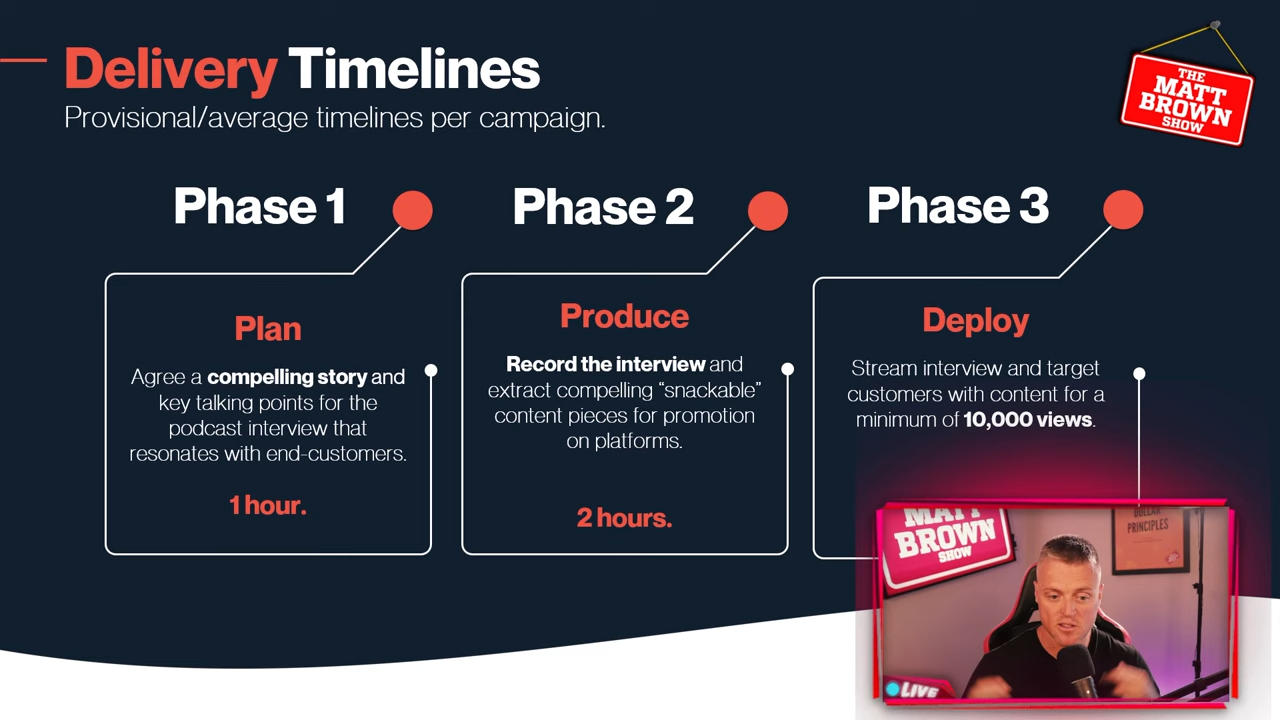 Delivery Timelines
Provisional/average timelines per campaign.
THE
MATT
BROWN
SHOW
Phase 1
Phase 2
Phase 3
Plan
Agree a compelling story and
key talking points for the
podcast interview that
resonates with end-customers.
1 hour.
Produce
Record the interview and
extract compelling “snackable”
content pieces for promotion
on platforms.
2 hours.
Deploy
Stream interview and target
customers with content for a
minimum of 10,000 views.
MATT
BROWN
SHOW
DOLLAR
PRINCIPLES
LIVE